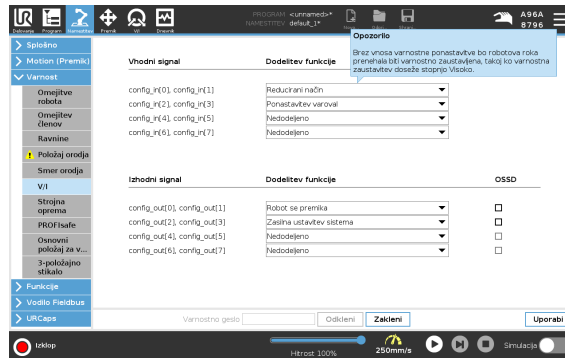 PROGRAM <unnamed>*
NAMESTITEV default_1*
A96A
8796
Delovanje Program Namestitev Premik V/I Dnevnik
Opozorilo
Brez vnosa varnostne ponastavitve bo robotova roka
prenehala biti varnostno zaustavljena, takoj ko varnostna
zaustavitev doseže stopnjo Visoko.
Splošno
Motion (Premik)
Varnost
Omejitve
robota
Omejitev
členov
Ravnine
Položaj orodja
Smer orodja
V/I
Strojna
oprema
PROFIsafe
Osnovni
položaj za v...
3-položajno
stikalo
Funkcije
Vodilo Fieldbus
URCaps
Vhodni signal Dodelitev funkcije
config_in[0], config_in[1] Reducirani način
config_in[2], config_in[3] Ponastavitev varoval
config_in[4], config_in[5] Nedodeljeno
config_in[6], config_in[7] Nedodeljeno
Izhodni signal Dodelitev funkcije OSSD
config_out[0], config_out[1] Robot se premika
config_out[2], config_out[3] Zasilna ustavitev sistema
config_out[4], config_out[5] Nedodeljeno
config_out[6], config_out[7] Nedodeljeno
Varnostno geslo Odkleni Zakleni Uporabi
Izklop
Hitrost 100%
250mm/s
Simulacija